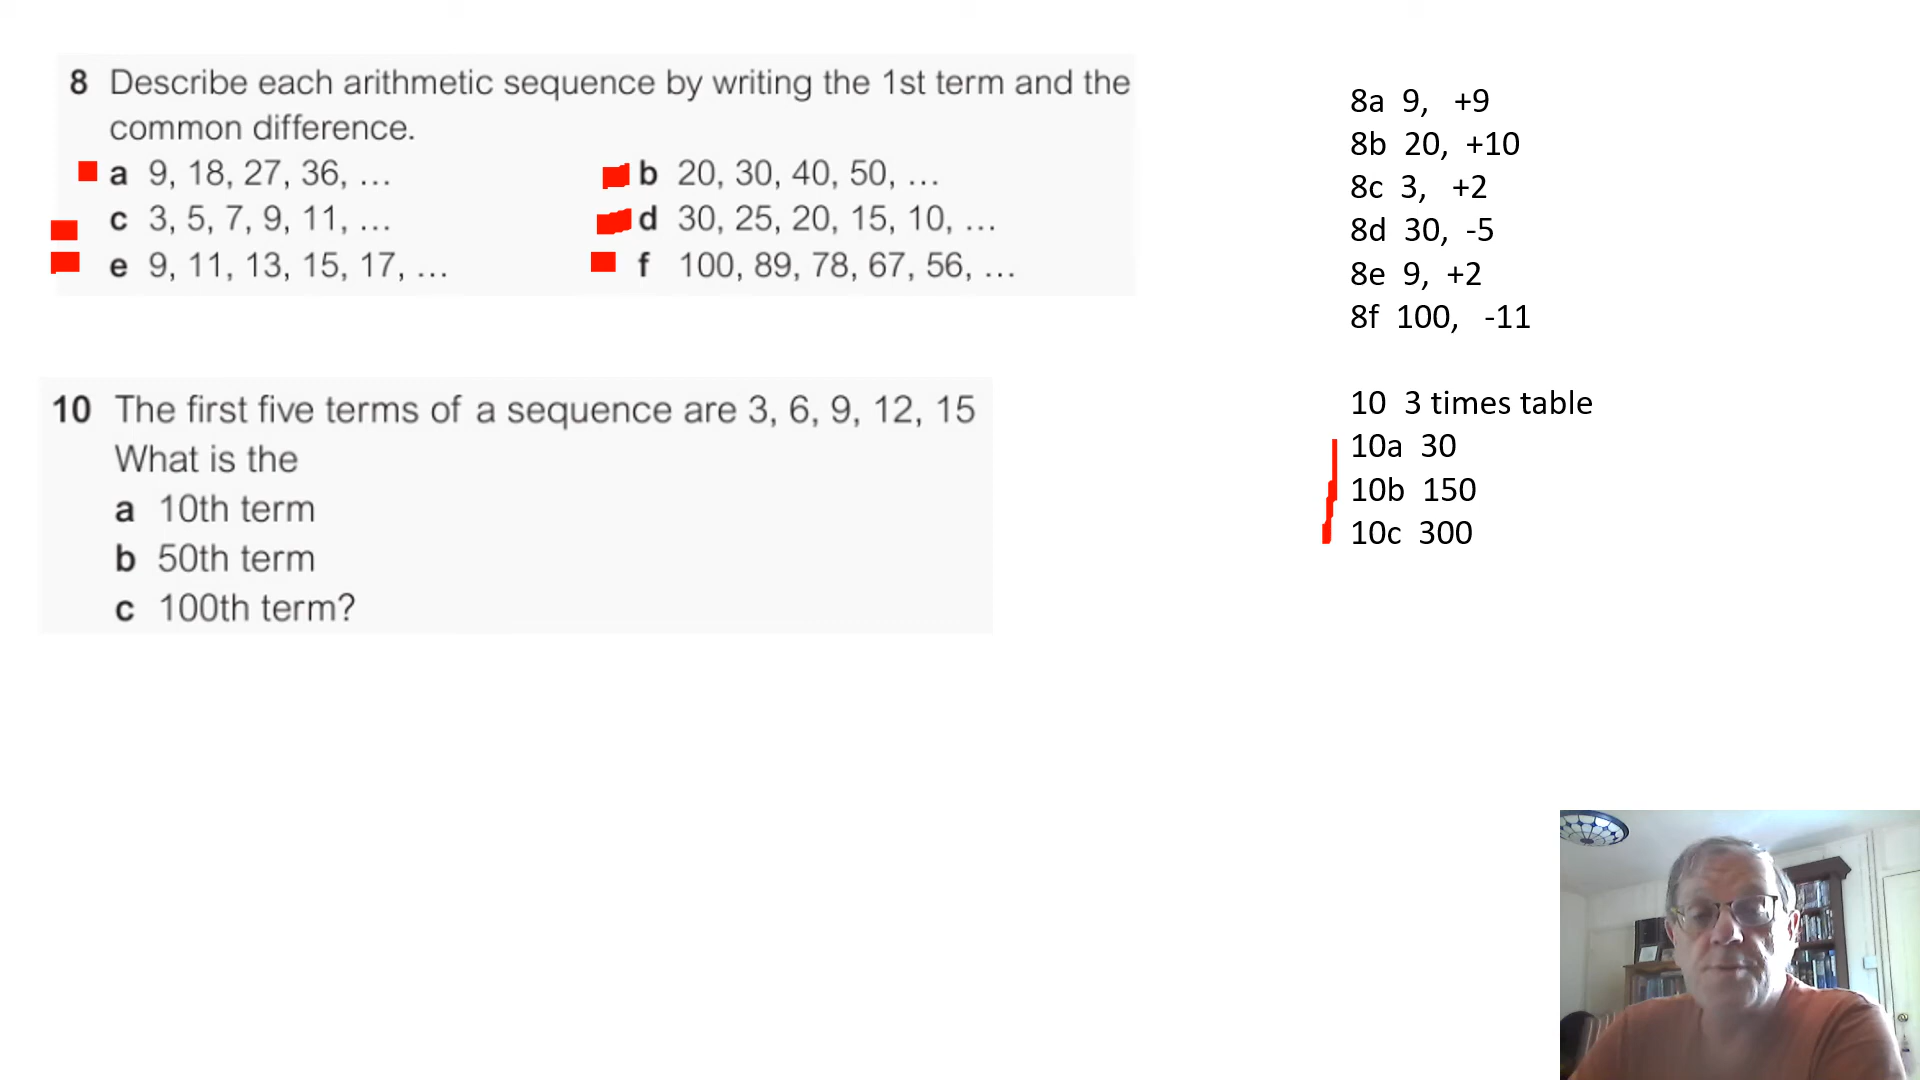 8 Describe each arithmetic sequence by writing the 1st term and the
common difference.
a 9, 18, 27, 36, ... b 20, 30, 40, 50, ...
c 3, 5, 7, 9, 11, ... d 30, 25, 20, 15, 10, ...
e 9, 11, 13, 15, 17, ... f 100, 89, 78, 67, 56, ...
10 The first five terms of a sequence are 3, 6, 9, 12, 15
What is the
a 10th term
b 50th term
c 100th term?
8a 9, +9
8b 20, +10
8c 3, +2
8d 30, -5
8e 9, +2
8f 100, -11
10 3 times table
10a 30
10b 150
10c 300